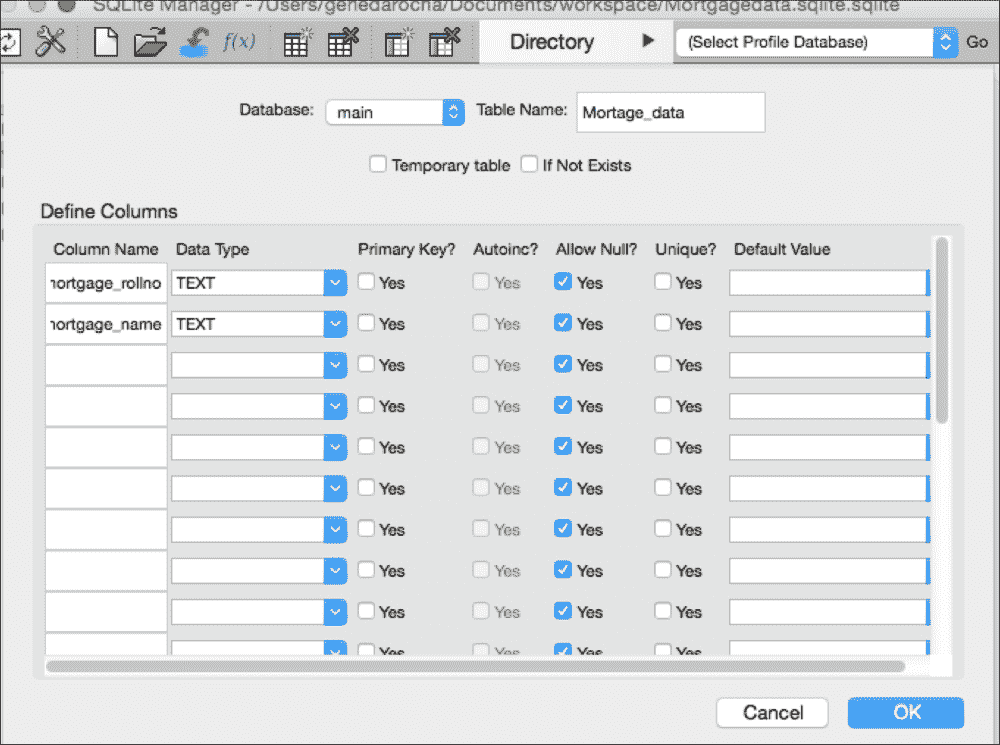 SQLite Manager - /Users/genedarocha/Documents/workspace/Mortgagedata.sqlite.sqlite
f(x) Directory (Select Profile Database) Go
Database: main Table Name: Mortage_data
Temporary table If Not Exists
Define Columns
Column Name Data Type Primary Key? Autoinc? Allow Null? Unique? Default Value
nortgage_rollno TEXT Yes Yes Yes Yes
nortgage_name TEXT Yes Yes Yes Yes
Yes Yes Yes Yes
Yes Yes Yes Yes
Yes Yes Yes Yes
Yes Yes Yes Yes
Yes Yes Yes Yes
Yes Yes Yes Yes
Yes Yes Yes Yes
Yes Yes Yes Yes
Cancel OK